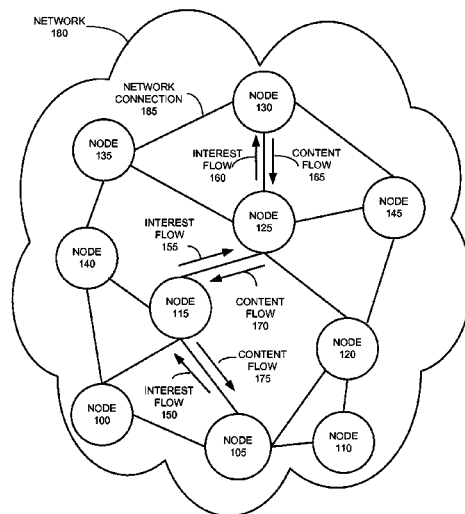 NETWORK
180
NETWORK
CONNECTION
185
NODE
130
NODE
135
INTEREST
FLOW
160
CONTENT
FLOW
165
NODE
125
NODE
145
INTEREST
FLOW
155
NODE
140
NODE
115
CONTENT
FLOW
170
NODE
120
CONTENT
FLOW
175
INTEREST
FLOW
150
NODE
100
NODE
105
NODE
110